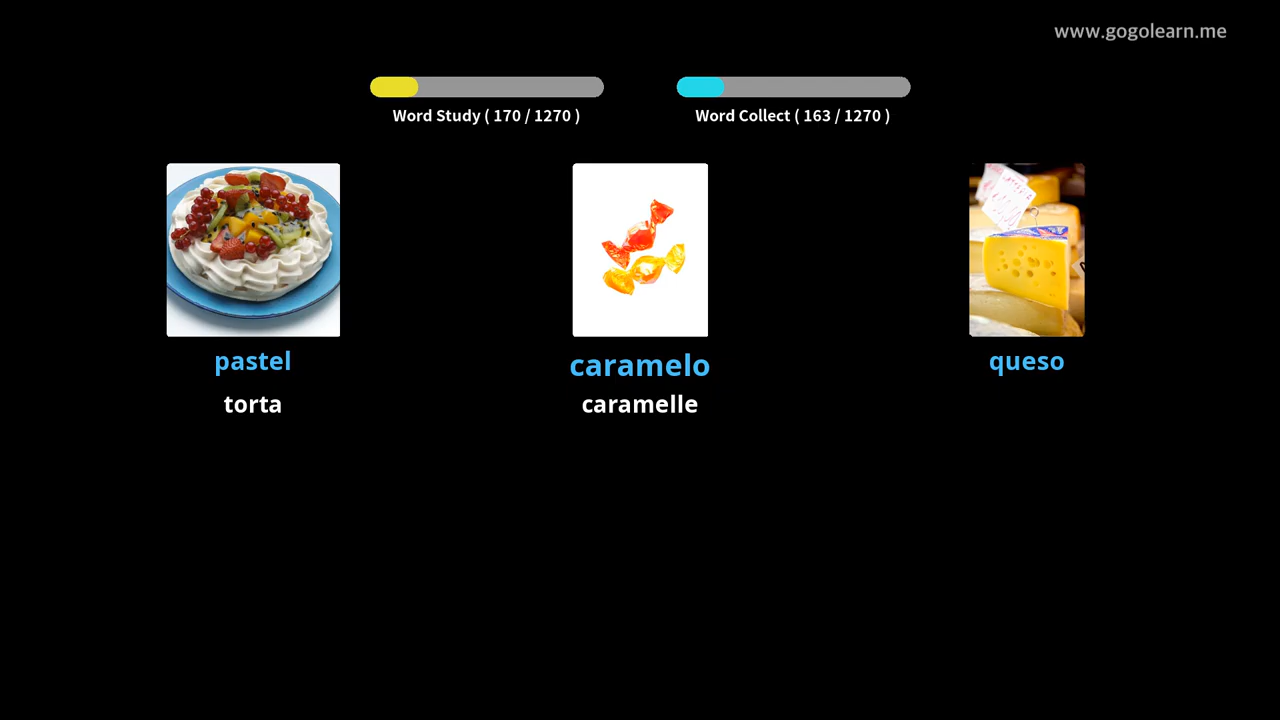 www.gogolearn.me
Word Study ( 170 / 1270 )
Word Collect ( 163 / 1270 )
pastel
caramelo
queso
torta
caramelle